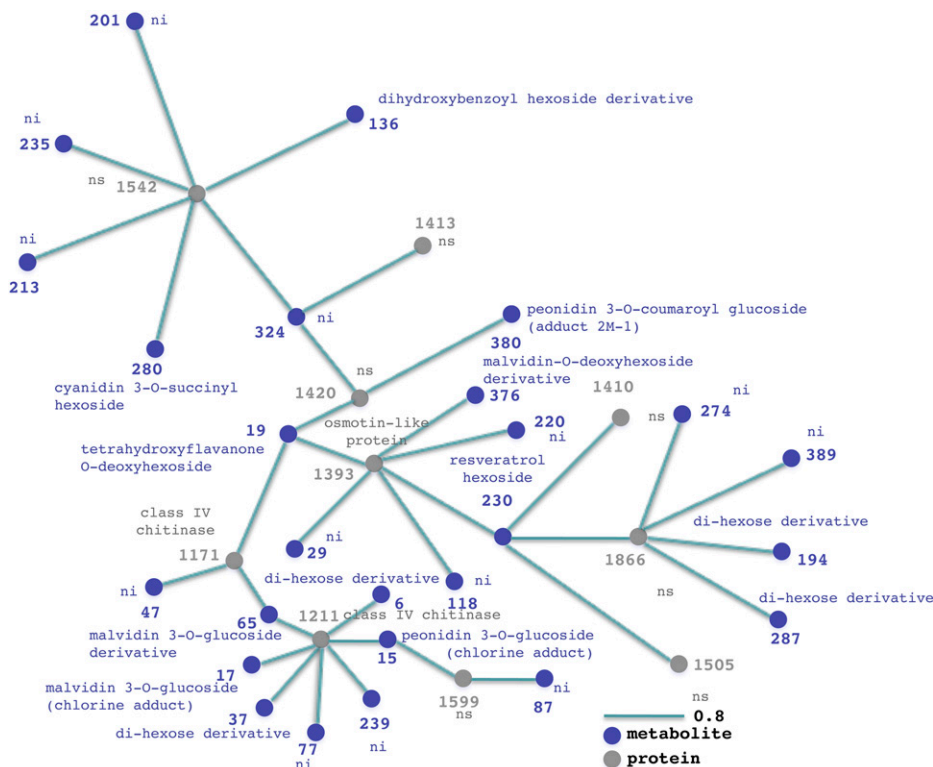 201 ni
dihydroxybenzoyl hexoside derivative
136
ni
235
ns 1542
1413
ns
ni
213
324 ni
peonidin 3-O-coumaroyl glucoside
(adduct 2M-1)
380
280
cyanidin 3-O-succinyl
hexoside
ns
1420
malvidin-O-deoxyhexoside
derivative
376
1410
ns
ni
274
19
osmotin-like
protein
220
ni
ni
389
tetrahydroxyflavanone
O-deoxyhexoside
1393
resveratrol
hexoside
230
class IV
chitinase
1171
ni
29
di-hexose derivative
194
1866
ni
47
di-hexose derivative
6
ni
118
ns
di-hexose derivative
287
65
1211
class IV chitinase
malvidin 3-O-glucoside
derivative
17
15
peonidin 3-O-glucoside
(chlorine adduct)
1505
malvidin 3-O-glucoside
(chlorine adduct)
37
239
1599
ns
ni
87
ns
di-hexose derivative
77
ni
ni
0.8
metabolite
protein